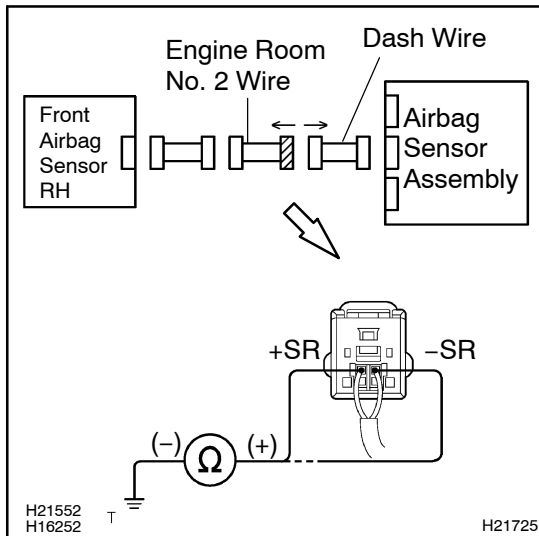 Engine Room
No. 2 Wire
Dash Wire
Front
Airbag
Sensor
RH
Airbag
Sensor
Assembly
+SR
−SR
(−)
Ω
(+)
H21552
H16252
T
H21725